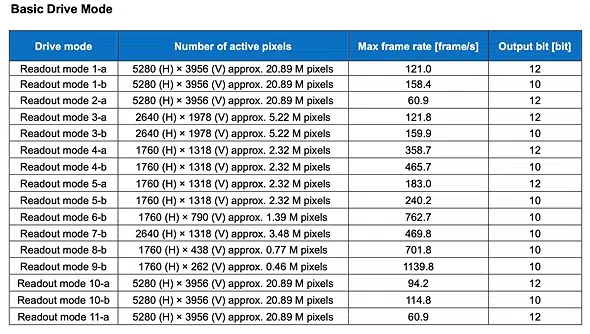 Basic Drive Mode
Drive mode Number of active pixels Max frame rate [frame/s] Output bit [bit]
Readout mode 1-a 5280 (H) × 3956 (V) approx. 20.89 M pixels 121.0 12
Readout mode 1-b 5280 (H) × 3956 (V) approx. 20.89 M pixels 158.4 10
Readout mode 2-a 5280 (H) × 3956 (V) approx. 20.89 M pixels 60.9 12
Readout mode 3-a 2640 (H) × 1978 (V) approx. 5.22 M pixels 121.8 12
Readout mode 3-b 2640 (H) × 1978 (V) approx. 5.22 M pixels 159.9 10
Readout mode 4-a 1760 (H) × 1318 (V) approx. 2.32 M pixels 358.7 12
Readout mode 4-b 1760 (H) × 1318 (V) approx. 2.32 M pixels 465.7 10
Readout mode 5-a 1760 (H) × 1318 (V) approx. 2.32 M pixels 183.0 12
Readout mode 5-b 1760 (H) × 1318 (V) approx. 2.32 M pixels 240.2 10
Readout mode 6-b 1760 (H) × 790 (V) approx. 1.39 M pixels 762.7 10
Readout mode 7-b 2640 (H) × 1318 (V) approx. 3.48 M pixels 469.8 10
Readout mode 8-b 1760 (H) × 438 (V) approx. 0.77 M pixels 701.8 10
Readout mode 9-b 1760 (H) × 262 (V) approx. 0.46 M pixels 1139.8 10
Readout mode 10-a 5280 (H) × 3956 (V) approx. 20.89 M pixels 94.2 12
Readout mode 10-b 5280 (H) × 3956 (V) approx. 20.89 M pixels 114.8 10
Readout mode 11-a 5280 (H) × 3956 (V) approx. 20.89 M pixels 60.9 12